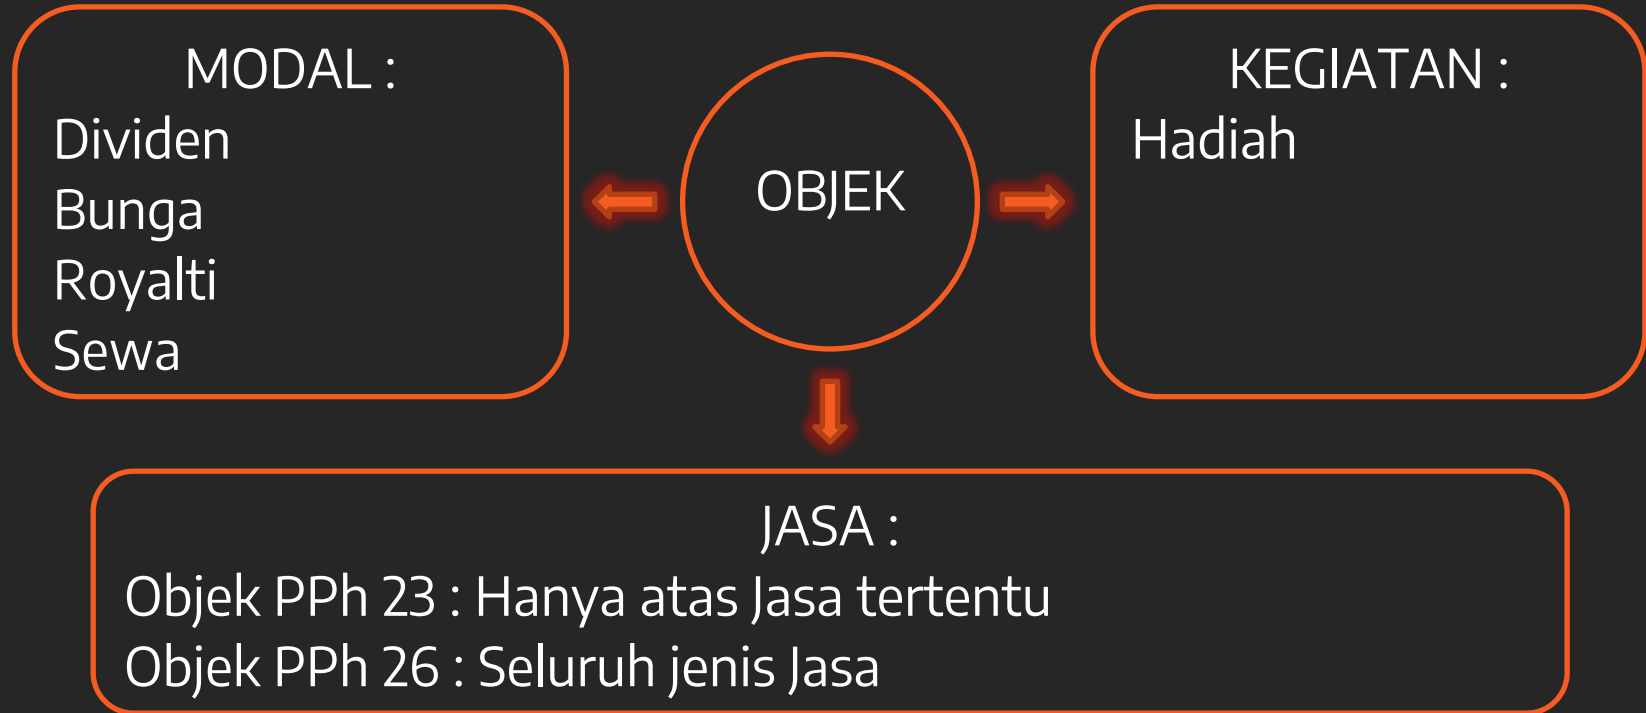 MODAL :
Dividen
Bunga
Royalti
Sewa
OBJEK
KEGIATAN :
Hadiah
JASA :
Objek PPh 23 : Hanya atas Jasa tertentu
Objek PPh 26 : Seluruh jenis Jasa